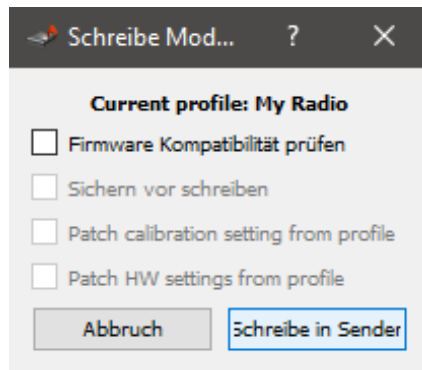 Schreibe Mod... ? ×
Current profile: My Radio
Firmware Kompatibilität prüfen
Sichern vor schreiben
Patch calibration setting from profile
Patch HW settings from profile
Abbruch Schreibe in Sender